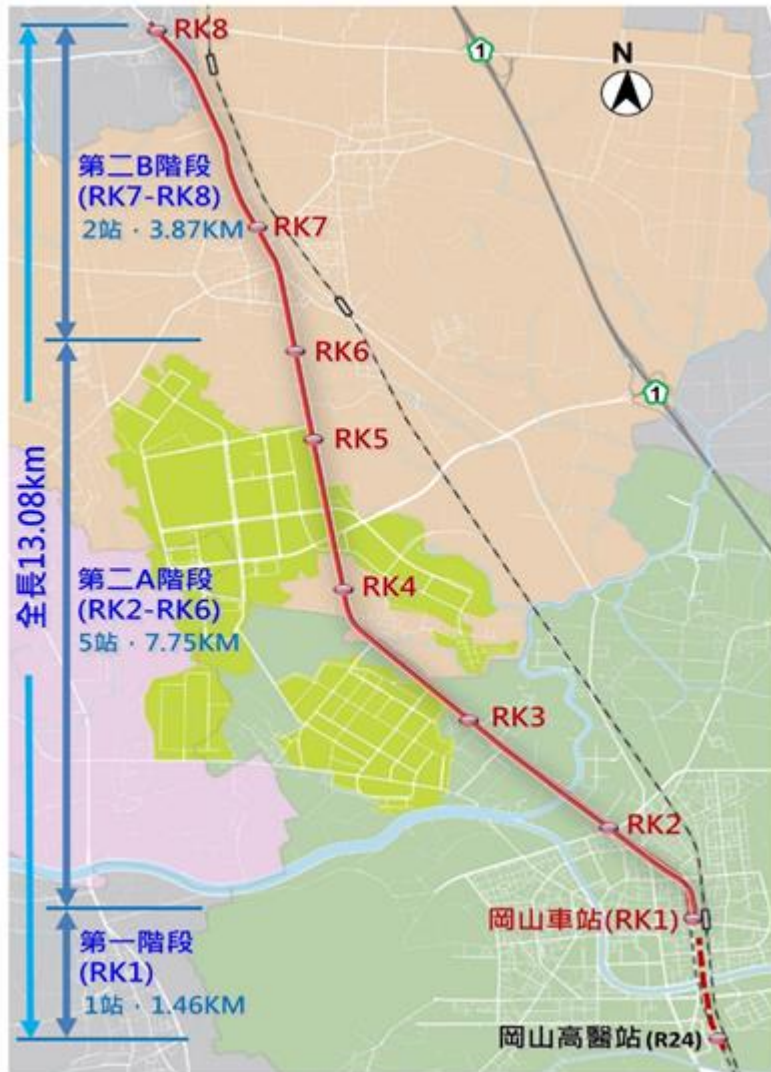 RK8
1
N
第二B階段
(RK7-RK8)
2站 · 3.87KM
RK7
RK6
1
RK5
全長13.08km
第二A階段
(RK2-RK6)
5站 · 7.75KM
RK4
RK3
RK2
岡山車站(RK1)
第一階段
(RK1)
1站 · 1.46KM
岡山高醫站(R24)